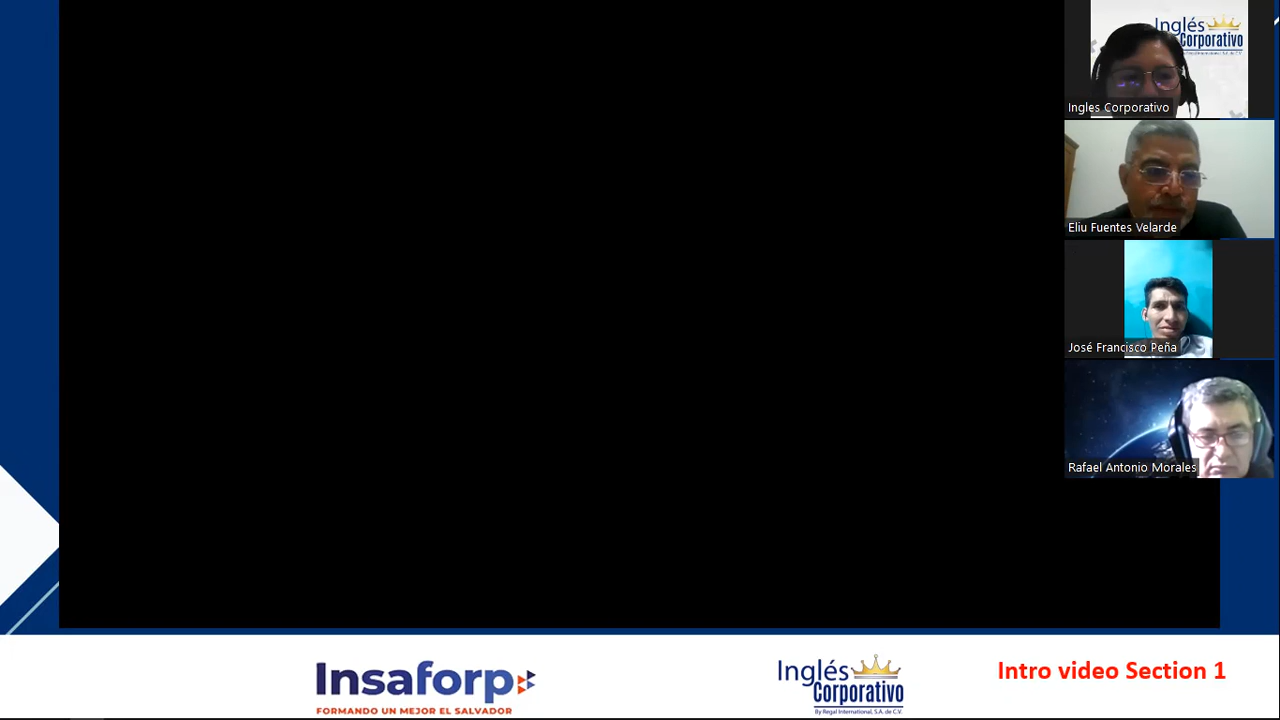 Inglés
Corporativo
Ingles Corporativo
Eliu Fuentes Velarde
José Francisco Peña
Rafael Antonio Morales
Insaforp
FORMANDO UN MEJOR EL SALVADOR
Inglés
Corporativo
By Regal International, S.A. de C.V.
Intro video Section 1